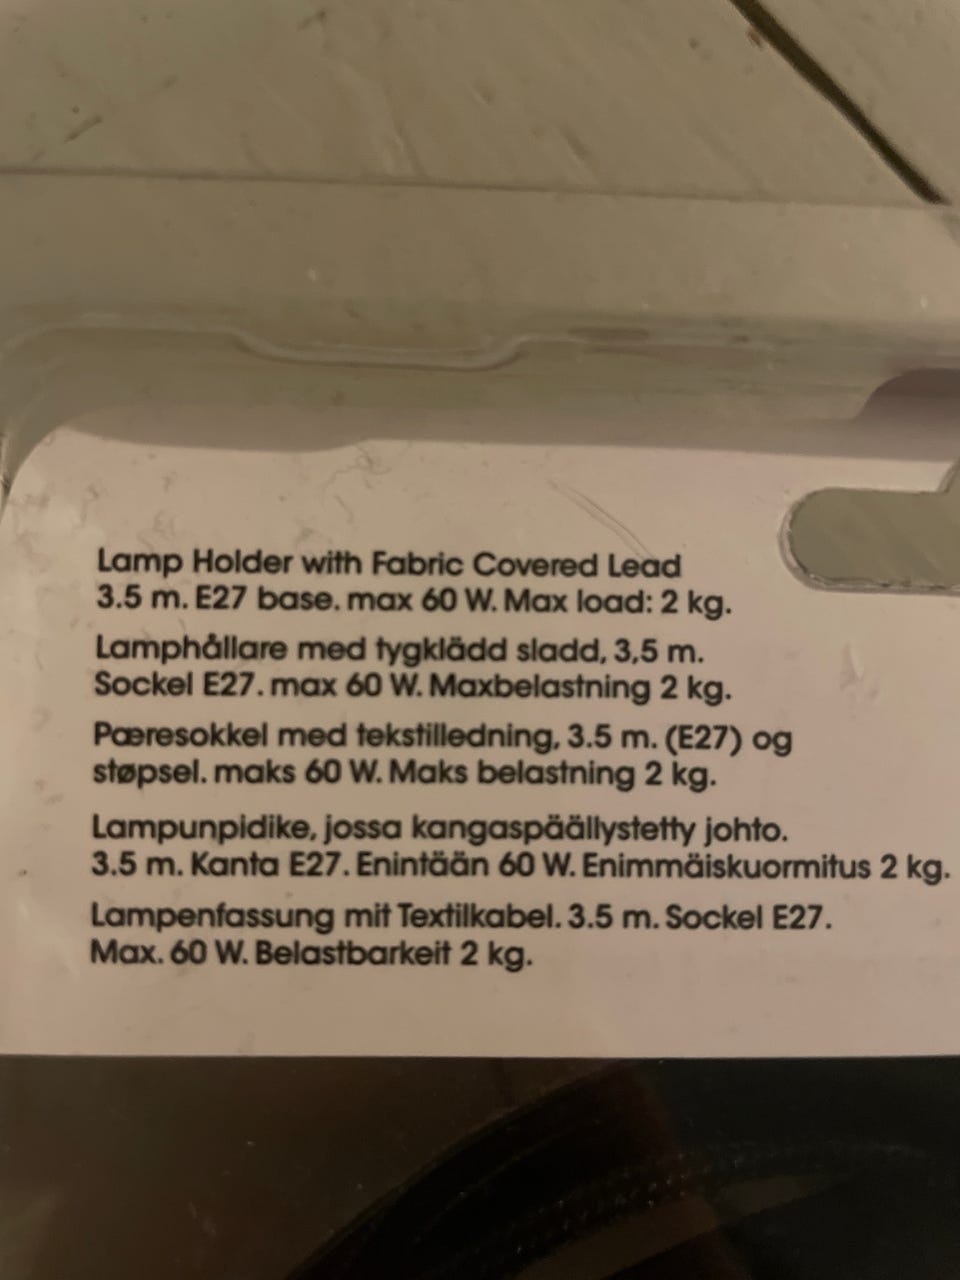 Lamp Holder with Fabric Covered Lead
3.5 m. E27 base. max 60 W. Max load: 2 kg.
Lamphållare med tygklädd sladd, 3,5 m.
Sockel E27. max 60 W. Maxbelastning 2 kg.
Pæresokkel med tekstilledning, 3.5 m. (E27) og
støpsel. maks 60 W. Maks belastning 2 kg.
Lampunpidike, jossa kangaspäällystetty johto.
3.5 m. Kanta E27. Enintään 60 W. Enimmäiskuormitus 2 kg.
Lampenfassung mit Textilkabel. 3.5 m. Sockel E27.
Max. 60 W. Belastbarkeit 2 kg.